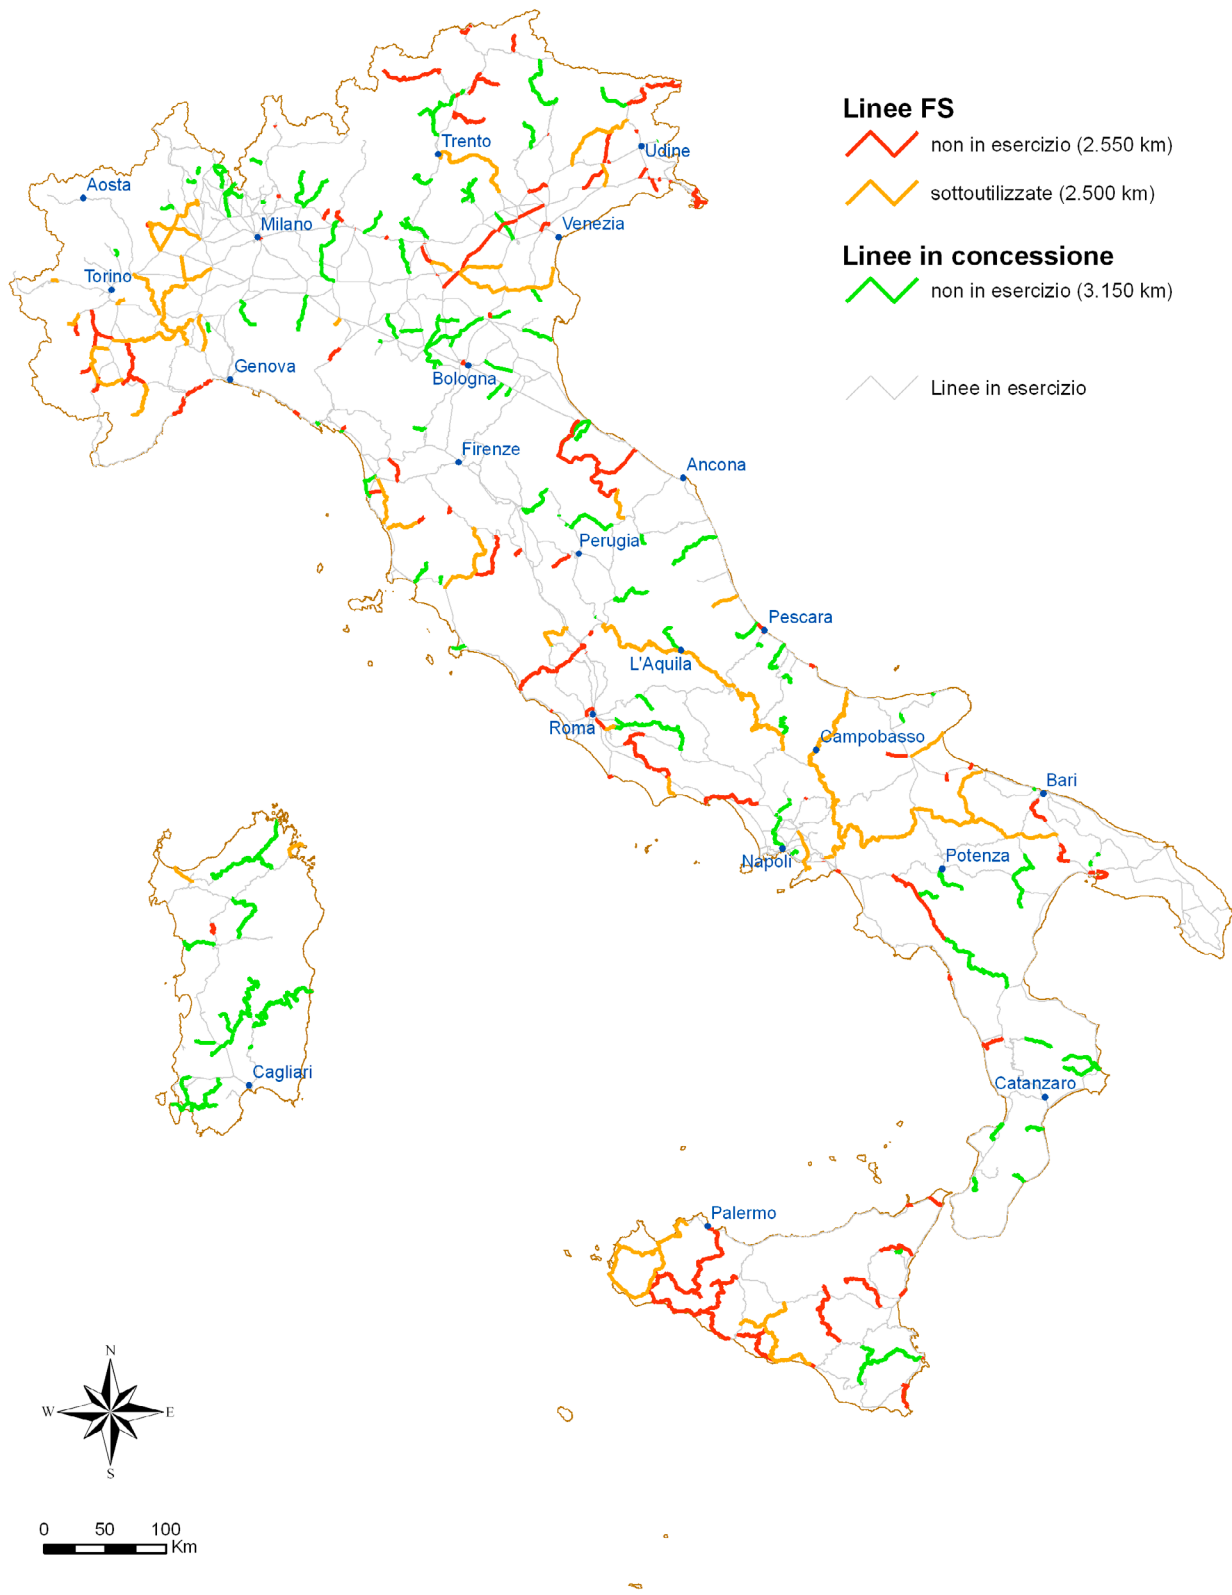 Linee FS
non in esercizio (2.550 km)
sottoutilizzate (2.500 km)
Linee in concessione
non in esercizio (3.150 km)
Linee in esercizio
Trento
Udine
Aosta
Milano
Venezia
Torino
Genova
Bologna
Firenze
Ancona
Perugia
Pescara
L'Aquila
Roma
Campobasso
Bari
Napoli
Potenza
Cagliari
Catanzaro
Palermo
N
W
E
S
0 50 100
Km